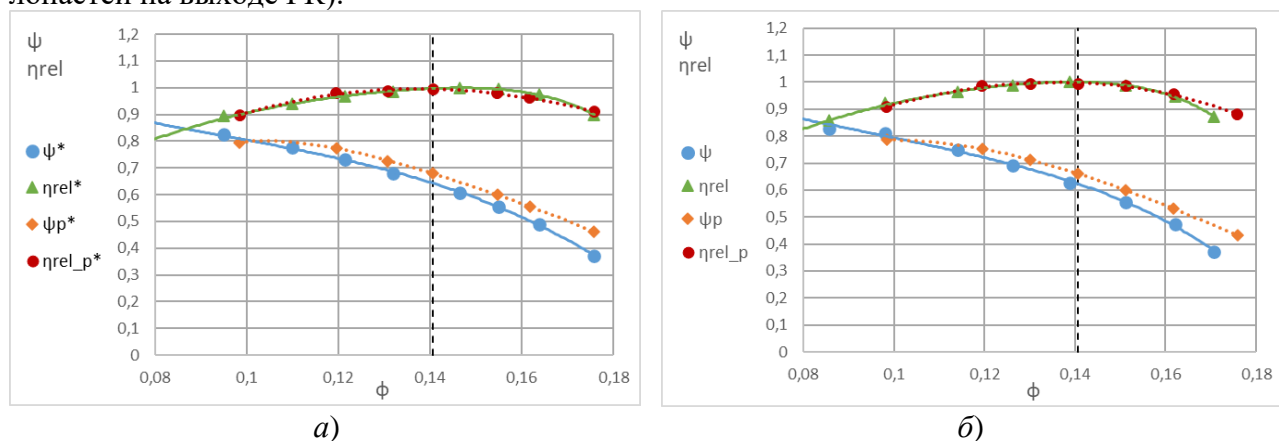 лопастей на выходе РК).
ψ
ηrel
1,2
1,1
1
0,9
0,8
0,7
0,6
0,5
0,4
0,3
0,2
0,1
0
0,08
0,1
0,12
0,14
0,16
0,18
ϕ
ψ*
ηrel*
ψp*
ηrel_p*
а)
ψ
ηrel
1,2
1,1
1
0,9
0,8
0,7
0,6
0,5
0,4
0,3
0,2
0,1
0
0,08
0,1
0,12
0,14
0,16
0,18
ϕ
ψ
ηrel
ψp
ηrel_p
б)